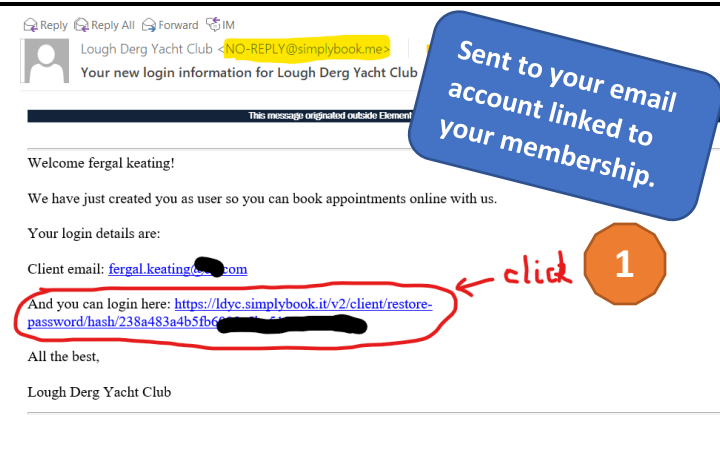 Reply Reply All Forward IM
Lough Derg Yacht Club <NO-REPLY@simplybook.me>
Your new login information for Lough Derg Yacht Club
Sent to your email
account linked to
your membership.
This message originated outside Element
Welcome fergal keating!
We have just created you as user so you can book appointments online with us.
Your login details are:
Client email: fergal.keating@ com
click
1
And you can login here: https://ldyc.simplybook.it/v2/client/restore-
password/hash/238a483a4b5fb6
All the best,
Lough Derg Yacht Club